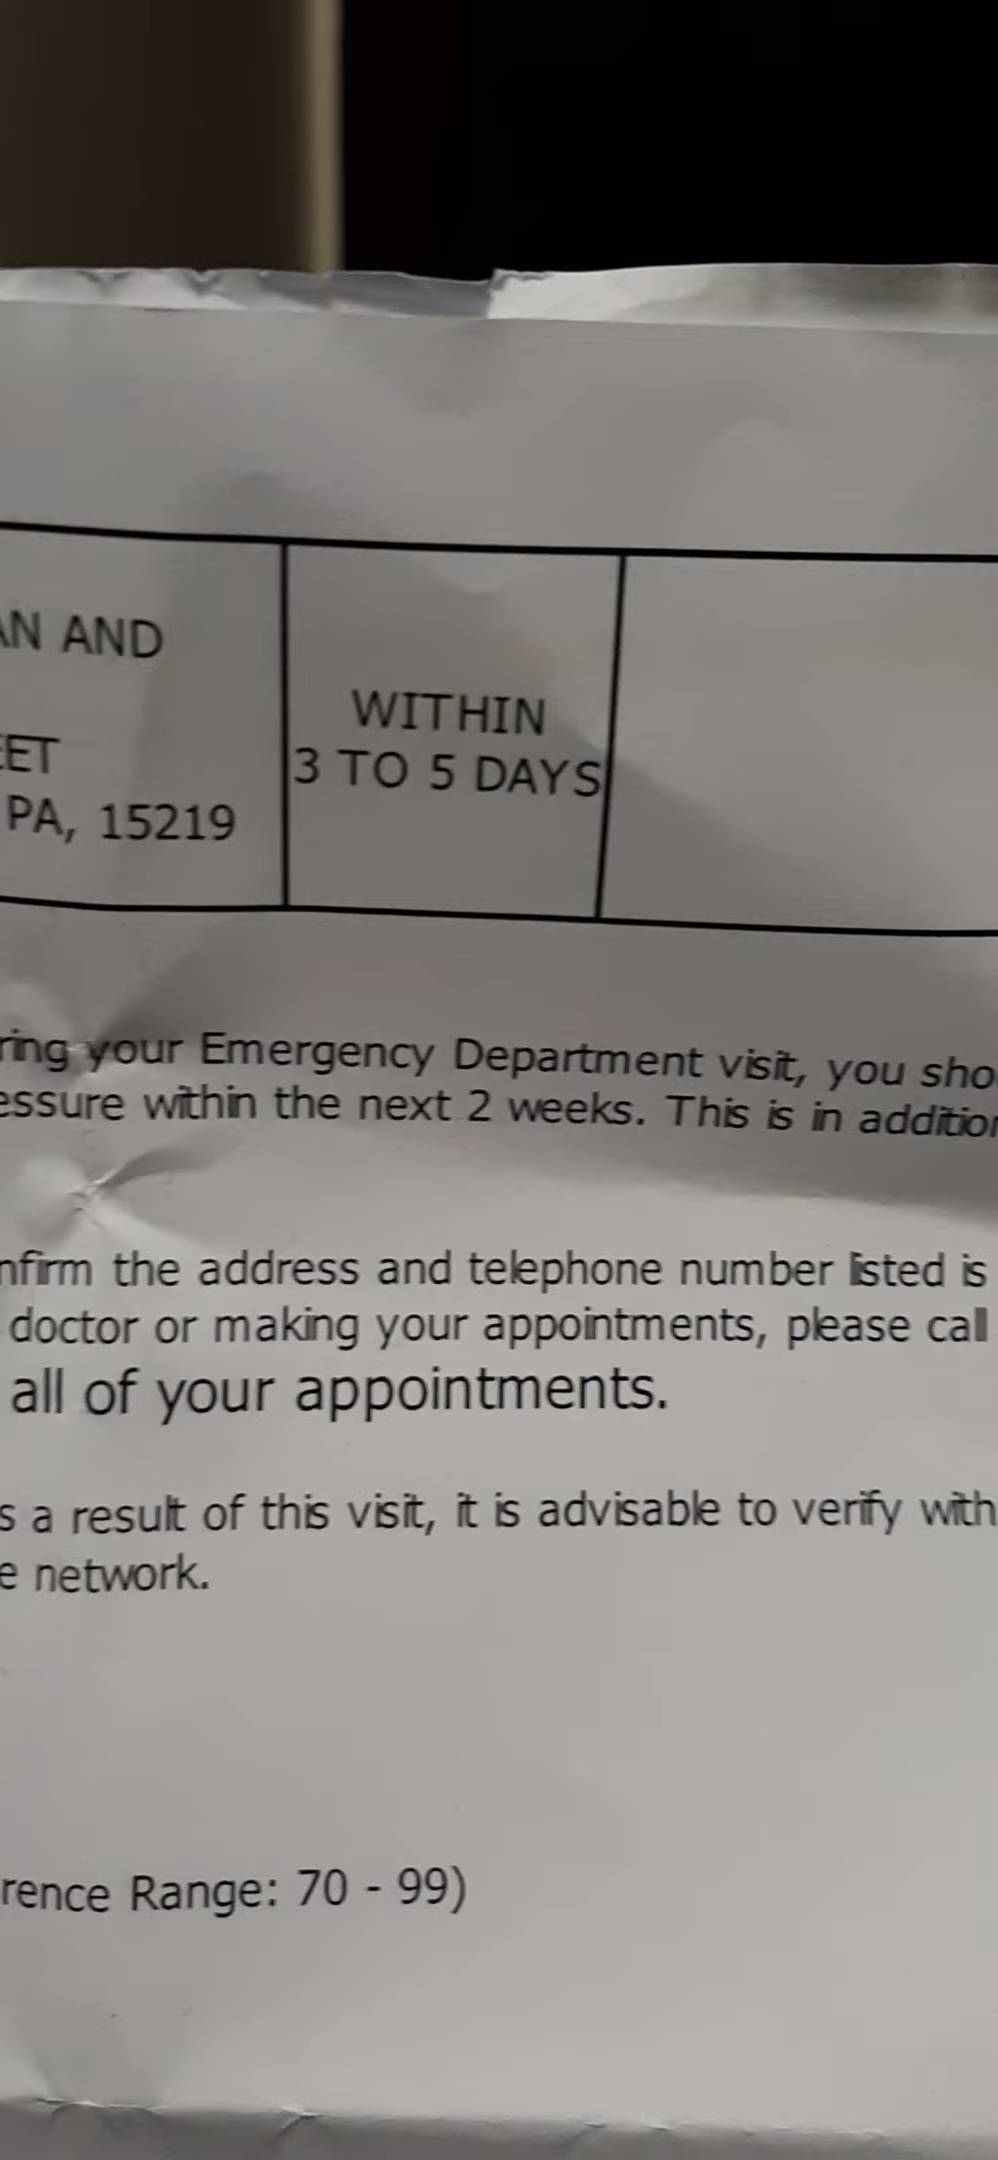 AN AND
WITHIN
3 TO 5 DAYS
EET
PA, 15219
ring your Emergency Department visit, you sho
essure within the next 2 weeks. This is in addition
nfirm the address and telephone number listed is
doctor or making your appointments, please call
all of your appointments.
s a result of this visit, it is advisable to verify with
e network.
rence Range: 70 - 99)